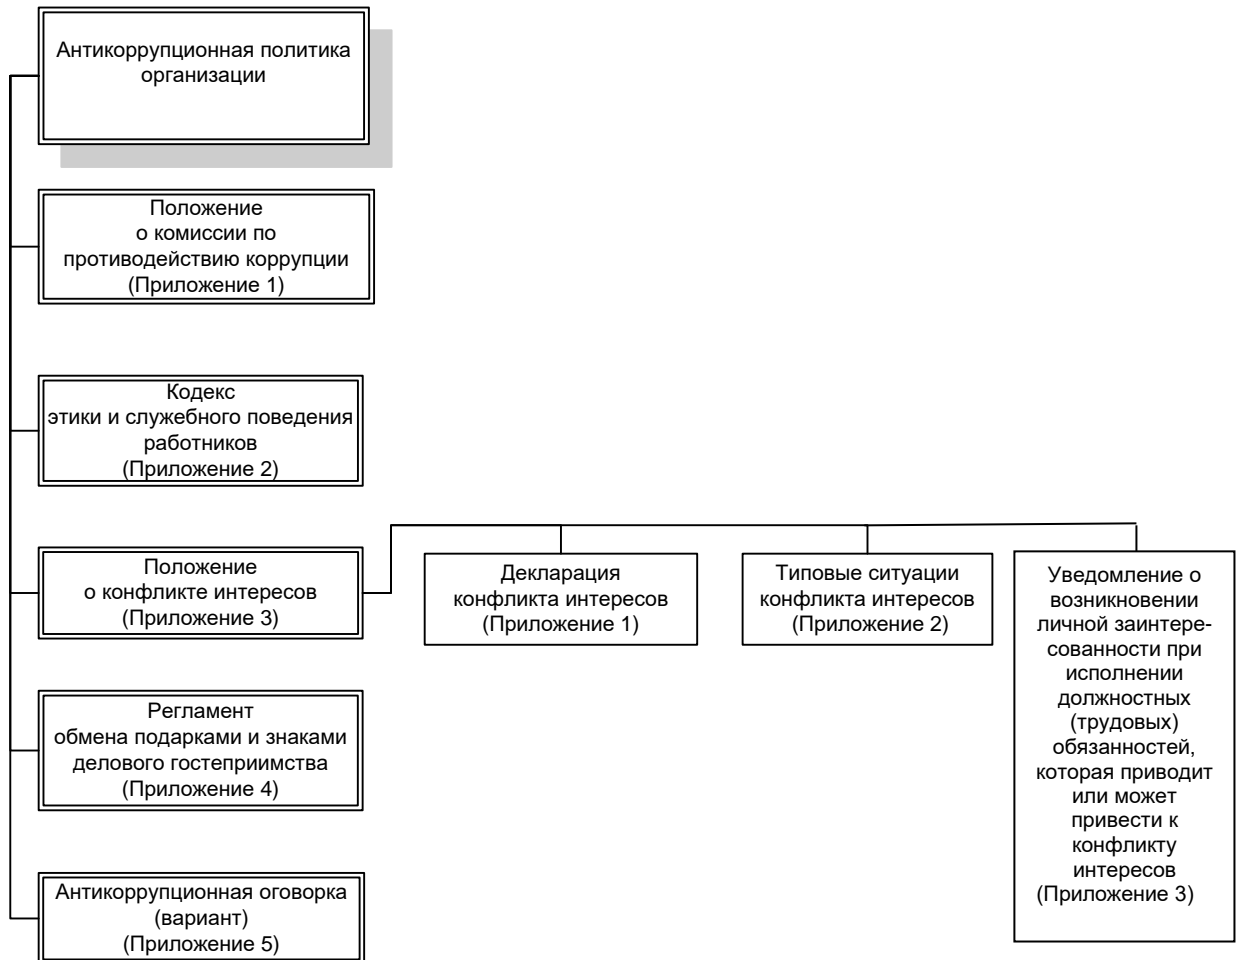 Антикоррупционная политика
организации
Положение
о комиссии по
противодействию коррупции
(Приложение 1)
Кодекс
этики и служебного поведения
работников
(Приложение 2)
Положение
о конфликте интересов
(Приложение 3)
Декларация
конфликта интересов
(Приложение 1)
Типовые ситуации
конфликта интересов
(Приложение 2)
Уведомление о
возникновении
личной заинтере-
сованности при
исполнении
должностных
(трудовых)
обязанностей,
которая приводит
или может
привести к
конфликту
интересов
(Приложение 3)
Регламент
обмена подарками и знаками
делового гостеприимства
(Приложение 4)
Антикоррупционная оговорка
(вариант)
(Приложение 5)